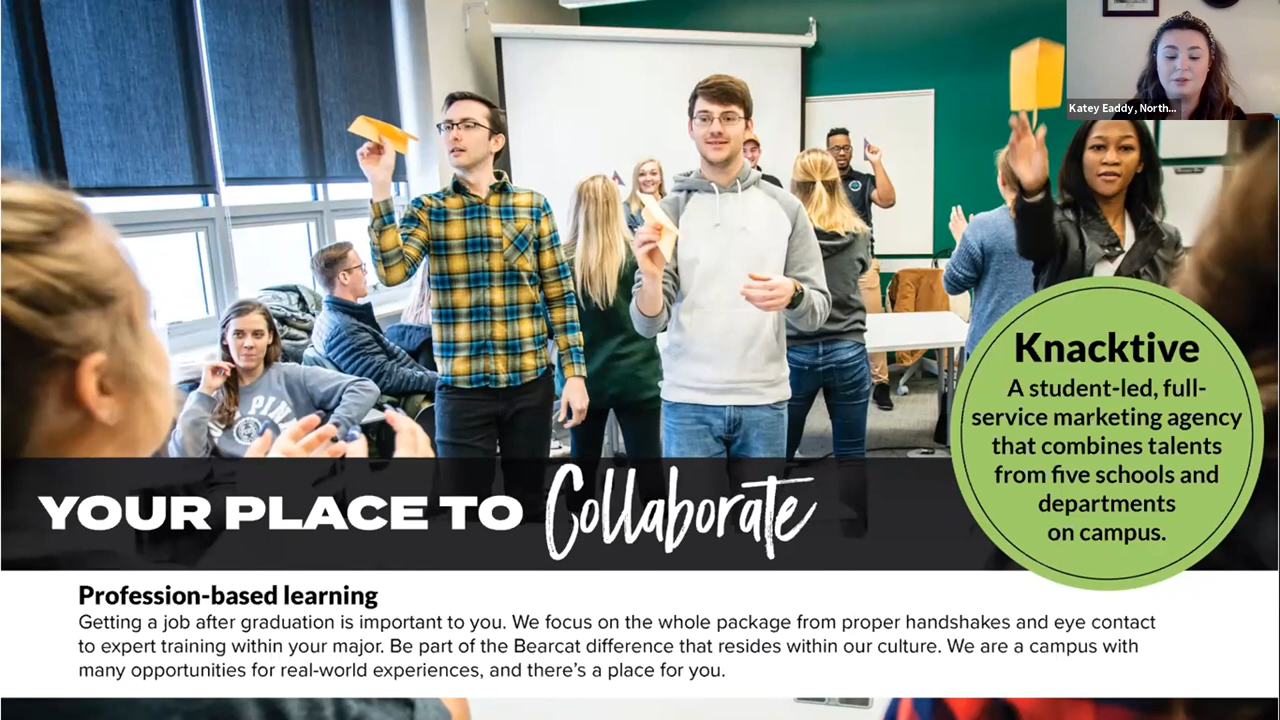 Katey Eaddy, North...
YOUR PLACE TO Collaborate
Knacktive
A student-led, full-
service marketing agency
that combines talents
from five schools and
departments
on campus.
Profession-based learning
Getting a job after graduation is important to you. We focus on the whole package from proper handshakes and eye contact
to expert training within your major. Be part of the Bearcat difference that resides within our culture. We are a campus with
many opportunities for real-world experiences, and there's a place for you.